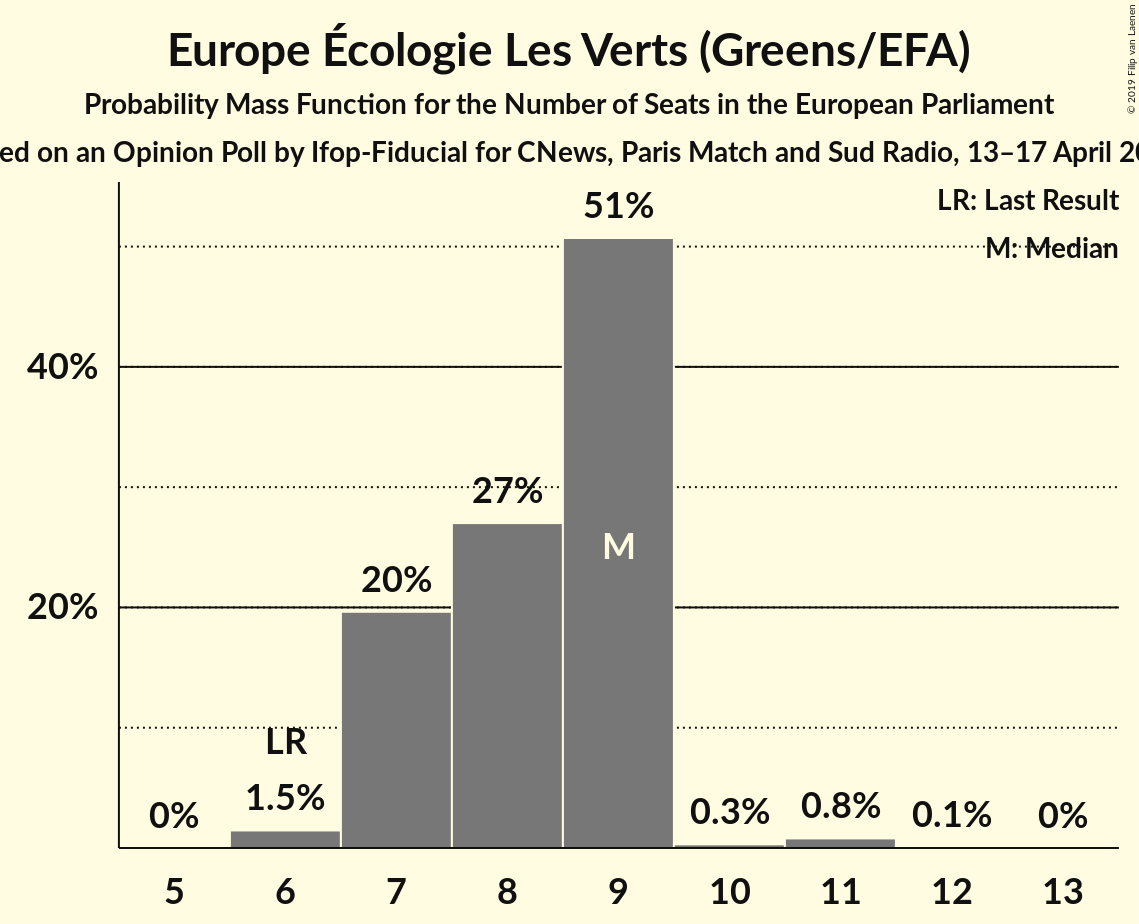 Europe Écologie Les Verts (Greens/EFA)
Probability Mass Function for the Number of Seats in the European Parliament
on an Opinion Poll by Ifop-Fiducial for CNews, Paris Match and Sud Radio, 13–17 April
© 2019 Filip van Laenen
LR: Last Result
M: Median
51%
40%
27%
M
20%
20%
LR
0%
1.5%
0.3%
0.8%
0.1%
0%
5 6 7 8 9 10 11 12 13